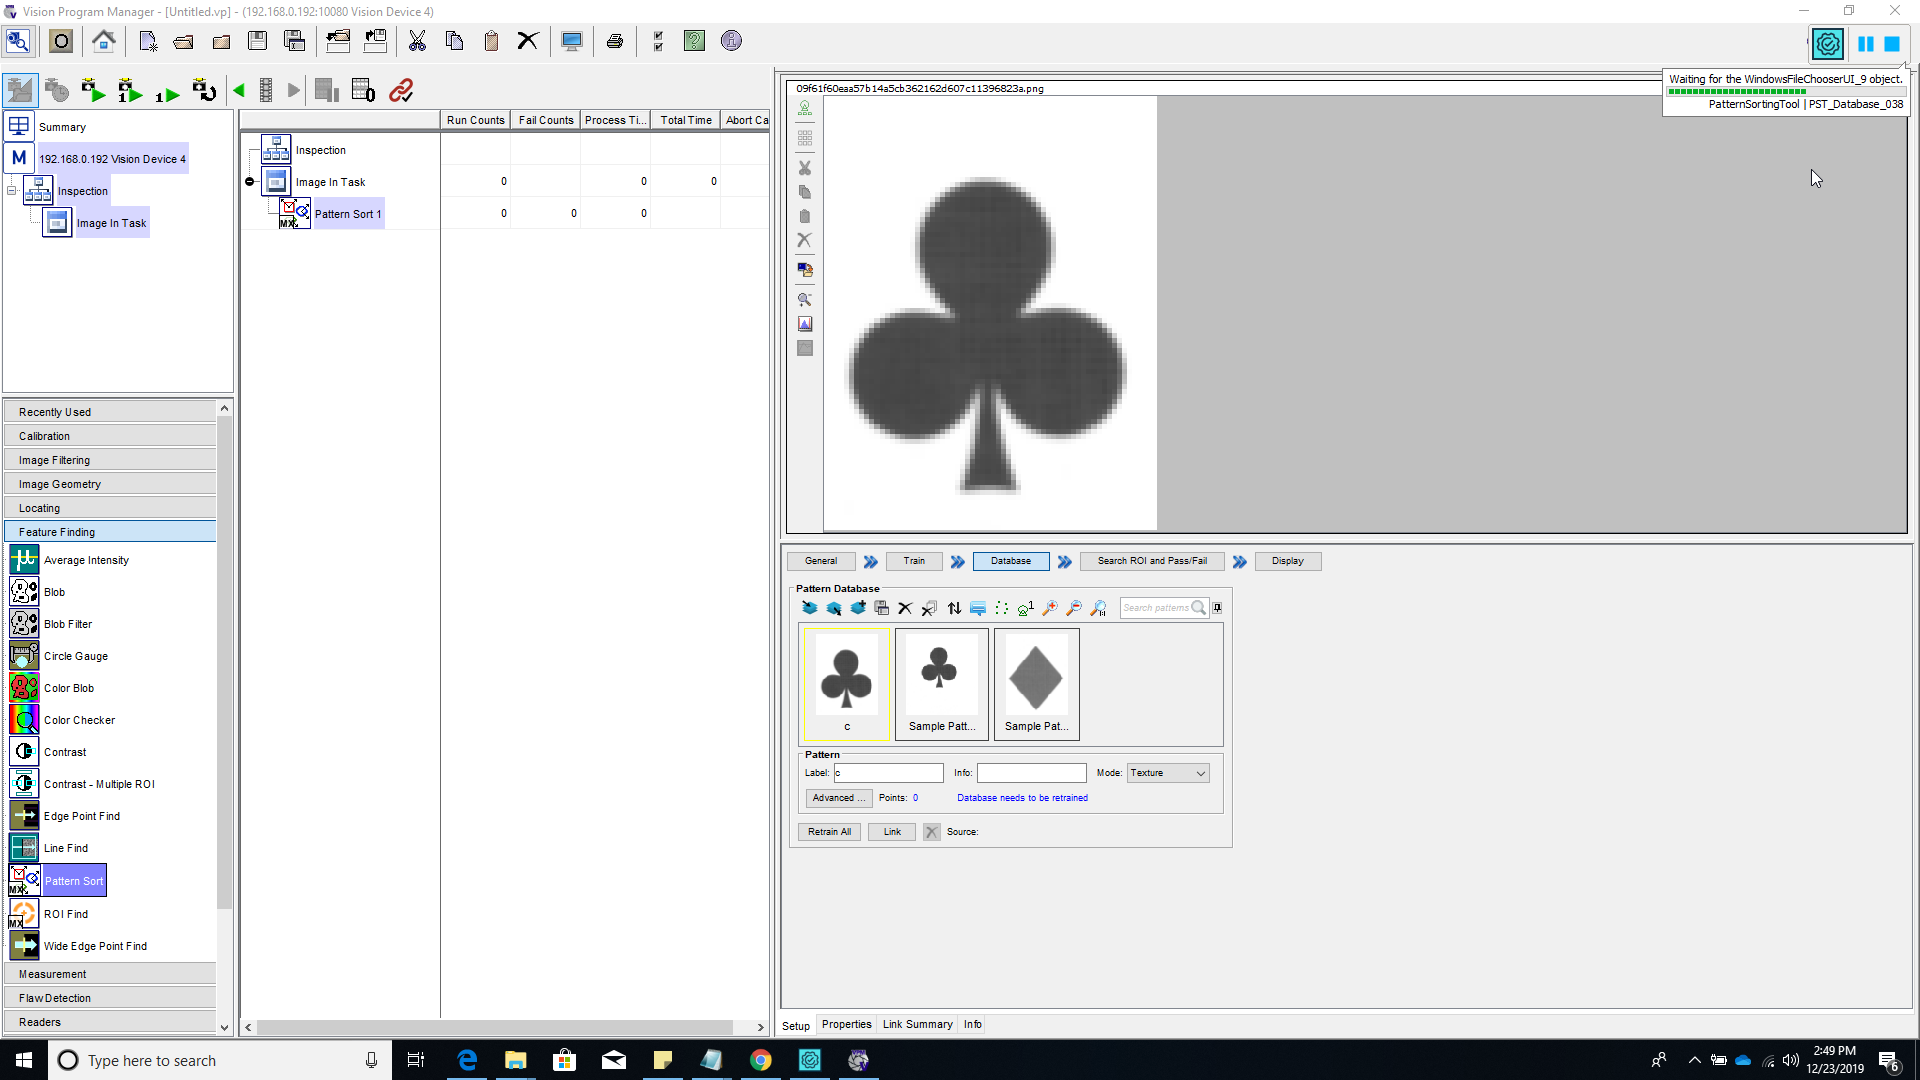 Vision Program Manager - [Untitled.vp] - (192.168.0.192:10080 Vision Device 4)
Waiting for the WindowsFileChooserUI_9 object.
PatternSortingTool | PST_Database_038
Summary
M
192.168.0.192 Vision Device 4
Inspection
Image In Task
Run Counts
Fail Counts
Process Ti...
Total Time
Abort Ca
Inspection
Image In Task
0
0
0
Pattern Sort 1
0
0
0
09f61f60eaa57b14a5cb362162d607c11396823a.png
Recently Used
Calibration
Image Filtering
Image Geometry
Locating
Feature Finding
Average Intensity
Blob
Blob Filter
Circle Gauge
Color Blob
Color Checker
Contrast
Contrast - Multiple ROI
Edge Point Find
Line Find
Pattern Sort
ROI Find
Wide Edge Point Find
Measurement
Flaw Detection
Readers
General
Train
Database
Search ROI and Pass/Fail
Display
Pattern Database
Search patterns
c
Sample Patt...
Sample Pat...
Pattern
Label: c
Info:
Mode: Texture
Advanced ...
Points: 0
Database needs to be retrained
Retrain All
Link
Source:
Setup
Properties
Link Summary
Info
Type here to search
2:49 PM
12/23/2019
6